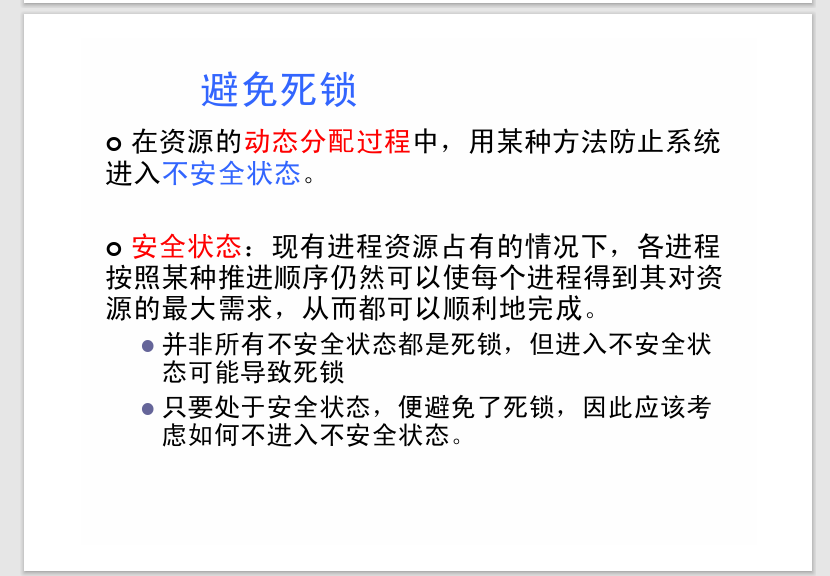 避免死锁
在资源的动态分配过程中，用某种方法防止系统
进入不安全状态。
安全状态：现有进程资源占有的情况下，各进程
按照某种推进顺序仍然可以使每个进程得到其对资
源的最大需求，从而都可以顺利地完成。
并非所有不安全状态都是死锁，但进入不安全状
态可能导致死锁
只要处于安全状态，便避免了死锁，因此应该考
虑如何不进入不安全状态。